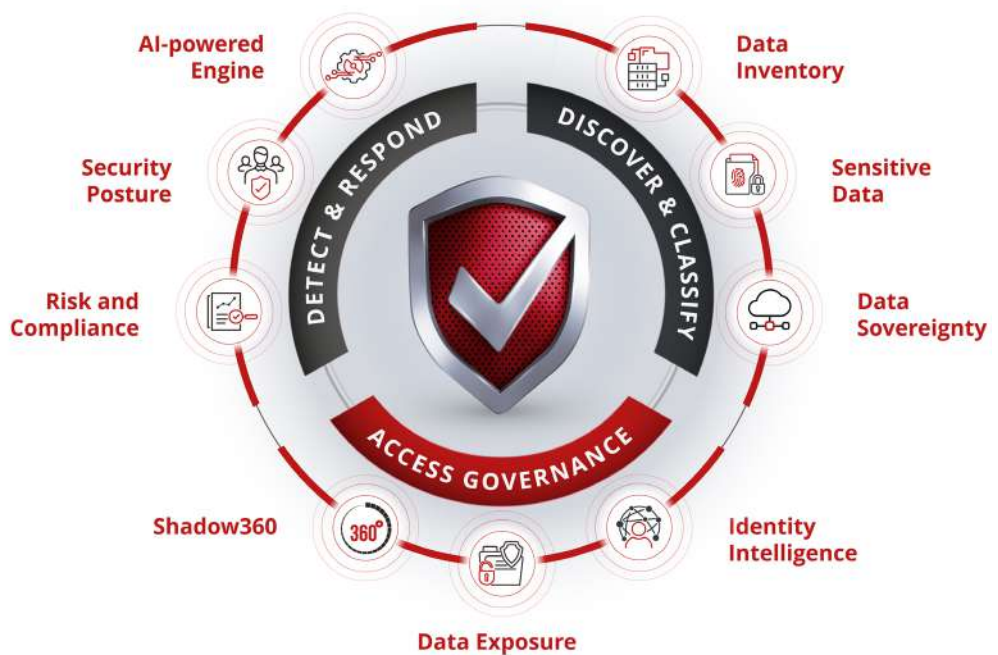 AI-powered
Engine
Data
Inventory
Security
Posture
Sensitive
Data
Risk and
Compliance
Data
Sovereignty
DETECT & RESPOND
DISCOVER & CLASSIFY
ACCESS GOVERNANCE
Shadow360
360°
Identity
Intelligence
Data Exposure